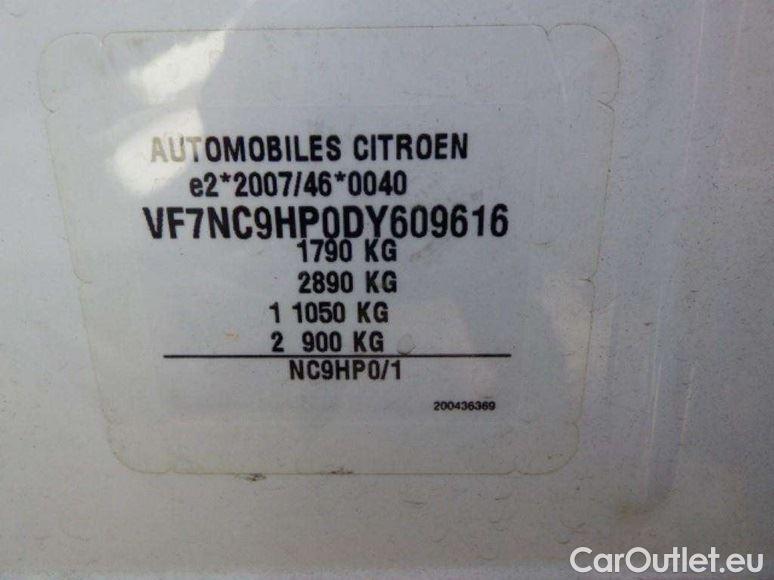 AUTOMOBILES CITROEN
e2*2007/46*0040
VF7NC9HP0DY609616
1790 KG
2890 KG
1 1050 KG
2 900 KG
NC9HP0/1
200436369
CarOutlet.eu